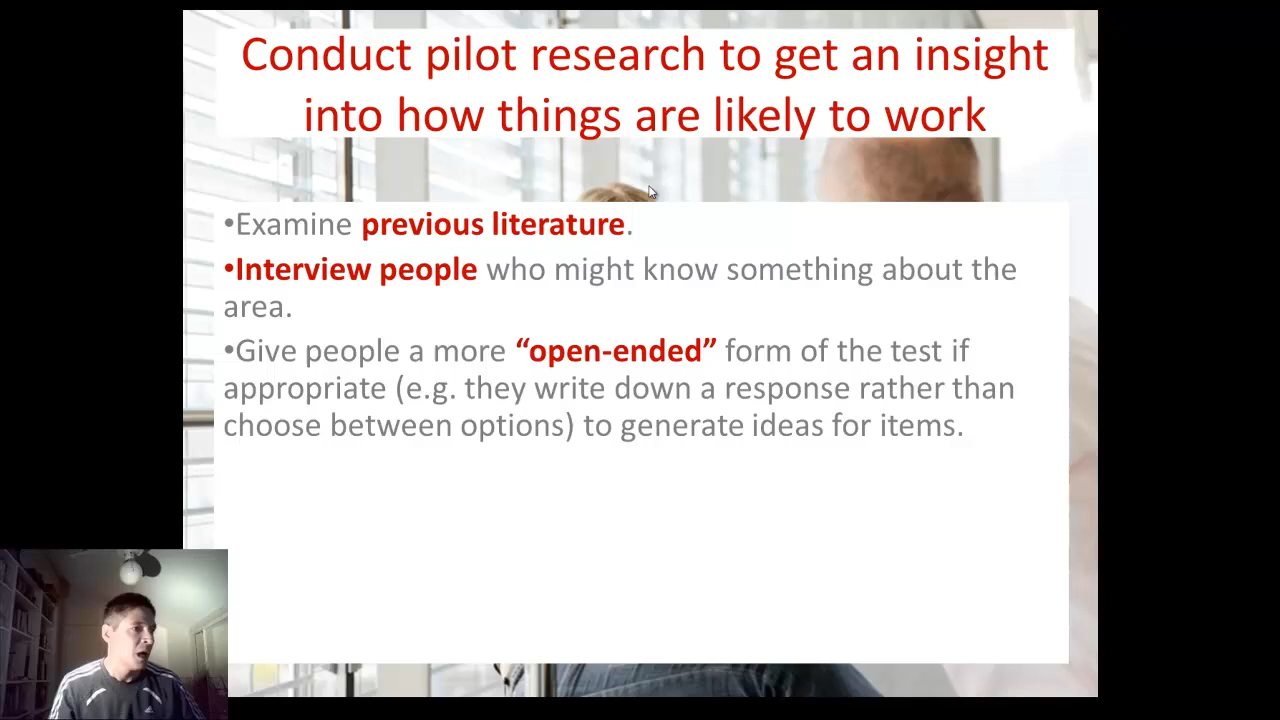 Conduct pilot research to get an insight
into how things are likely to work
•Examine previous literature.
•Interview people who might know something about the
area.
•Give people a more “open-ended” form of the test if
appropriate (e.g. they write down a response rather than
choose between options) to generate ideas for items.